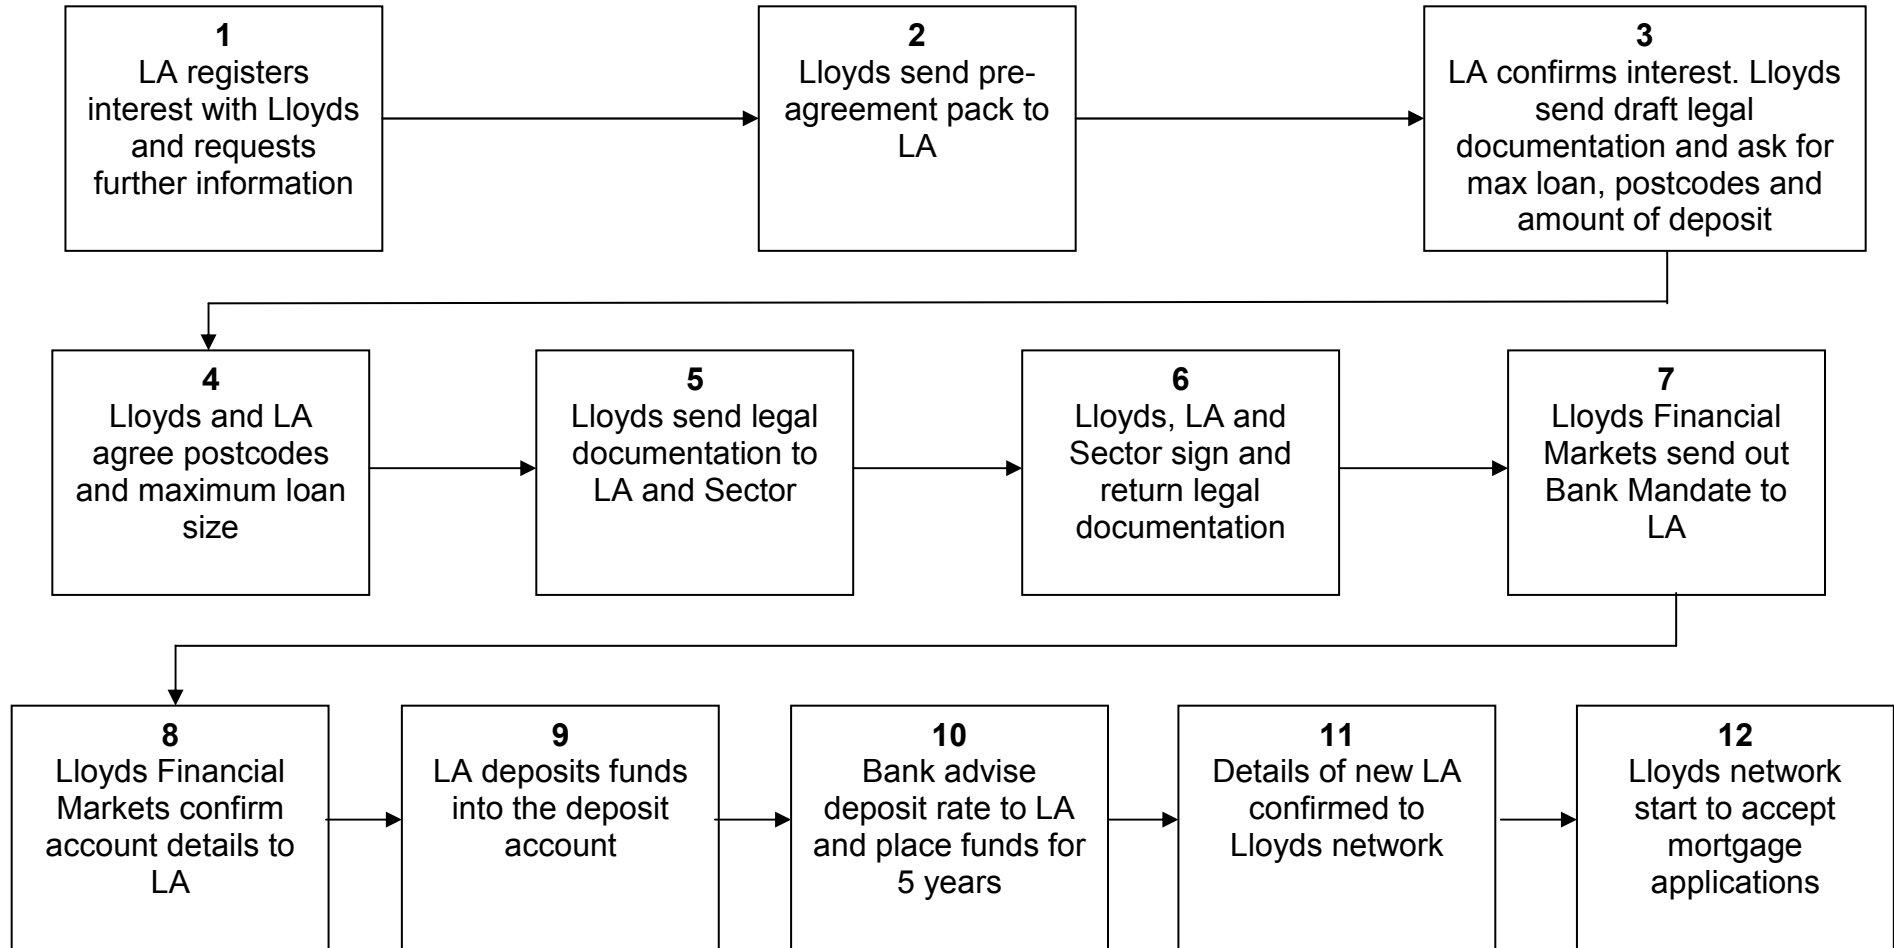 1
LA registers
interest with Lloyds
and requests
further information
2
Lloyds send pre-
agreement pack to
LA
3
LA confirms interest. Lloyds
send draft legal
documentation and ask for
max loan, postcodes and
amount of deposit
4
Lloyds and LA
agree postcodes
and maximum loan
size
5
Lloyds send legal
documentation to
LA and Sector
6
Lloyds, LA and
Sector sign and
return legal
documentation
7
Lloyds Financial
Markets send out
Bank Mandate to
LA
8
Lloyds Financial
Markets confirm
account details to
LA
9
LA deposits funds
into the deposit
account
10
Bank advise
deposit rate to LA
and place funds for
5 years
11
Details of new LA
confirmed to
Lloyds network
12
Lloyds network
start to accept
mortgage
applications